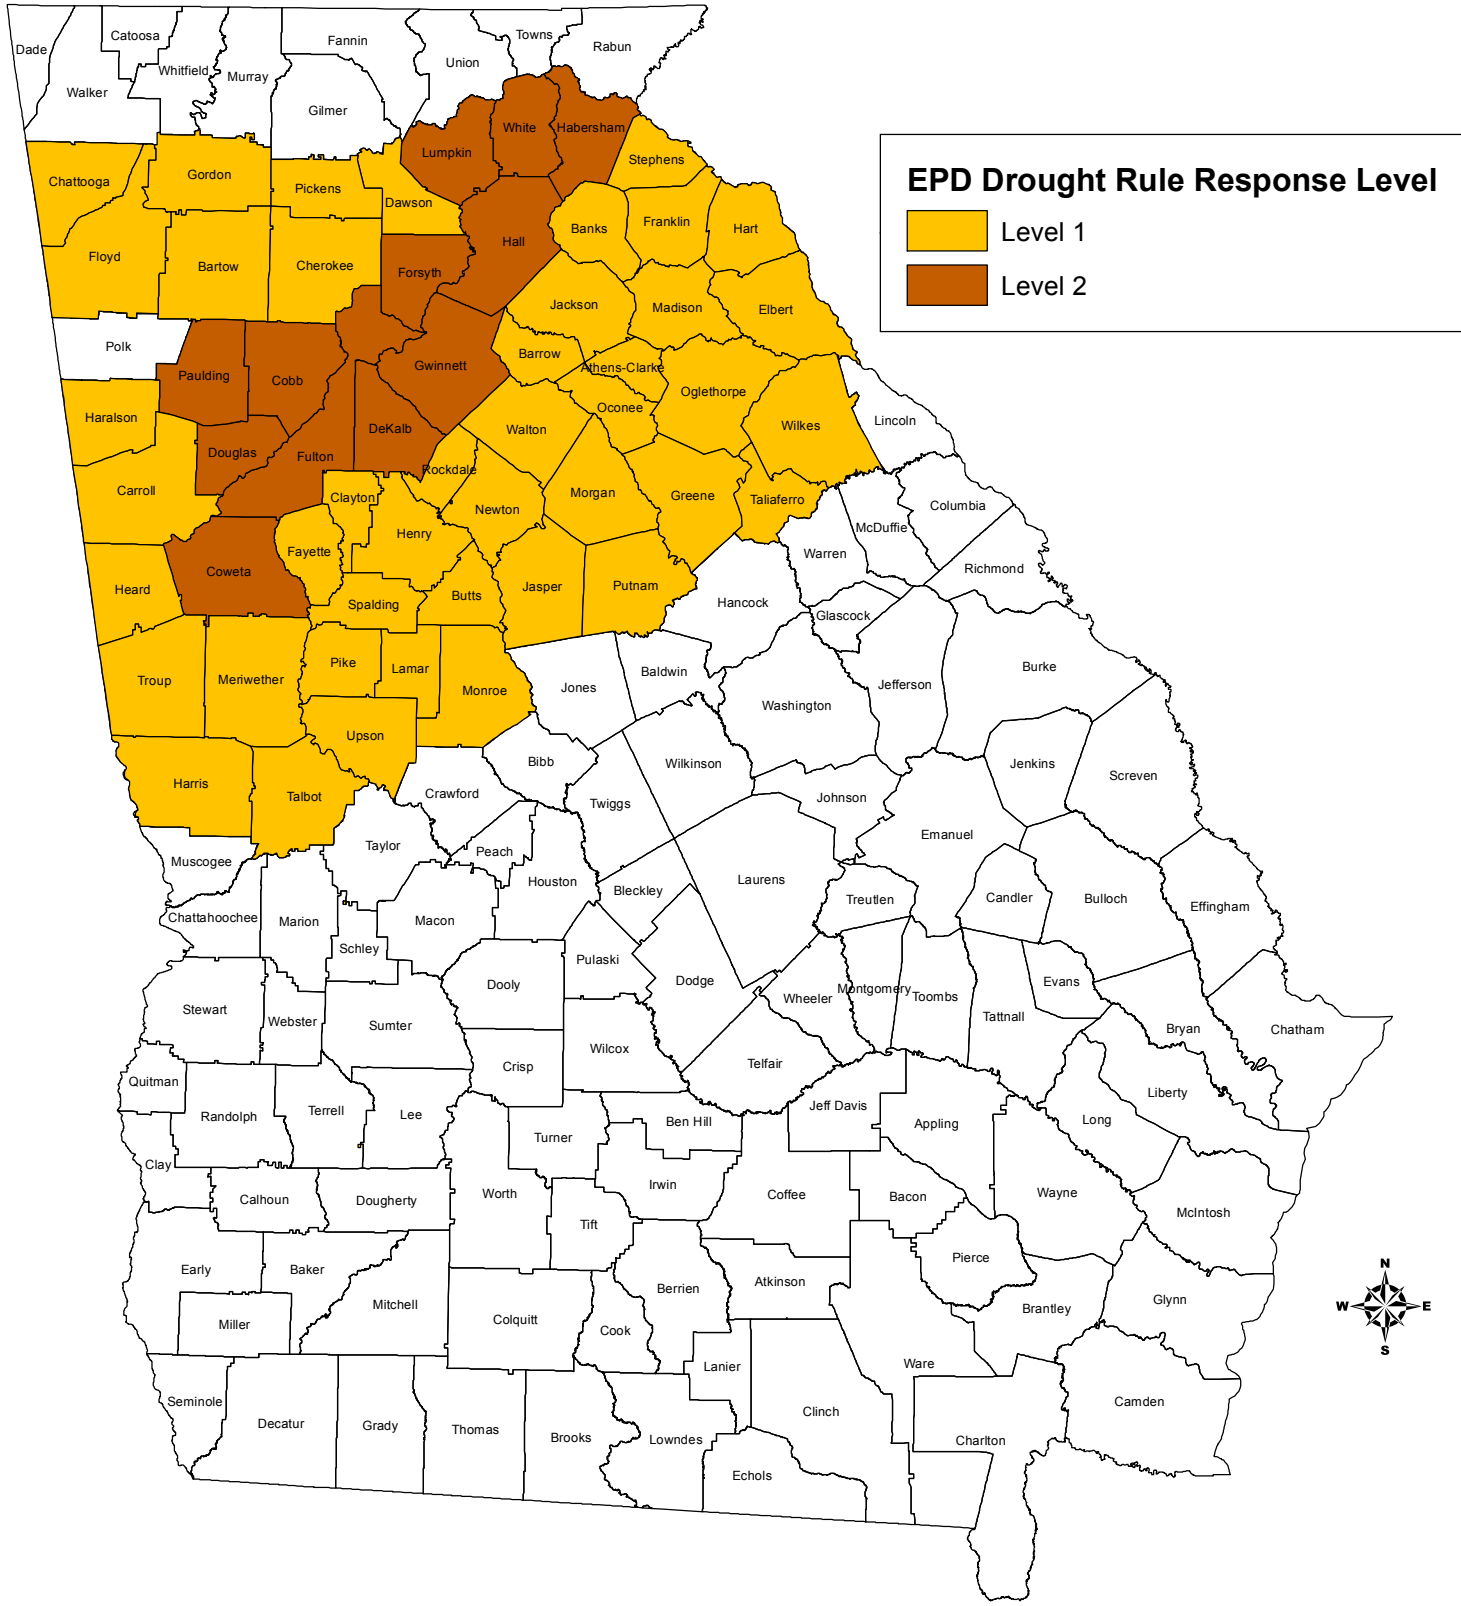 Dade
Catoosa
Whitfield
Walker
Murray
Fannin
Gilmer
Union
Towns
Rabun
White
Habersham
Lumpkin
Stephens
EPD Drought Rule Response Level
Level 1
Level 2
Chattooga
Gordon
Pickens
Dawson
Hall
Banks
Franklin
Hart
Floyd
Bartow
Cherokee
Forsyth
Jackson
Madison
Elbert
Polk
Paulding
Cobb
Gwinnett
Barrow
Athens-Clarke
Oglethorpe
Oconee
Wilkes
Lincoln
Haralson
Douglas
Fulton
DeKalb
Rockdale
Walton
Carroll
Clayton
Henry
Newton
Morgan
Greene
Taliaferro
McDuffie
Columbia
Heard
Coweta
Fayette
Spalding
Butts
Jasper
Putnam
Hancock
Warren
Glascock
Richmond
Troup
Meriwether
Pike
Lamar
Monroe
Jones
Baldwin
Washington
Jefferson
Burke
Harris
Talbot
Upson
Crawford
Bibb
Twiggs
Wilkinson
Johnson
Emanuel
Jenkins
Screven
Muscogee
Taylor
Peach
Houston
Bleckley
Laurens
Treutlen
Candler
Bulloch
Effingham
Chattahoochee
Marion
Schley
Macon
Pulaski
Dodge
Wheeler
Montgomery
Toombs
Tattnall
Evans
Bryan
Chatham
Stewart
Webster
Sumter
Dooly
Crisp
Wilcox
Telfair
Jeff Davis
Appling
Long
Liberty
Quitman
Randolph
Terrell
Lee
Turner
Ben Hill
Clay
Calhoun
Dougherty
Worth
Tift
Irwin
Coffee
Bacon
Wayne
McIntosh
Early
Baker
Mitchell
Miller
Colquitt
Cook
Berrien
Atkinson
Pierce
Brantley
Glynn
Seminole
Decatur
Grady
Thomas
Brooks
Lowndes
Lanier
Echols
Clinch
Ware
Charlton
Camden
N
W
E
S